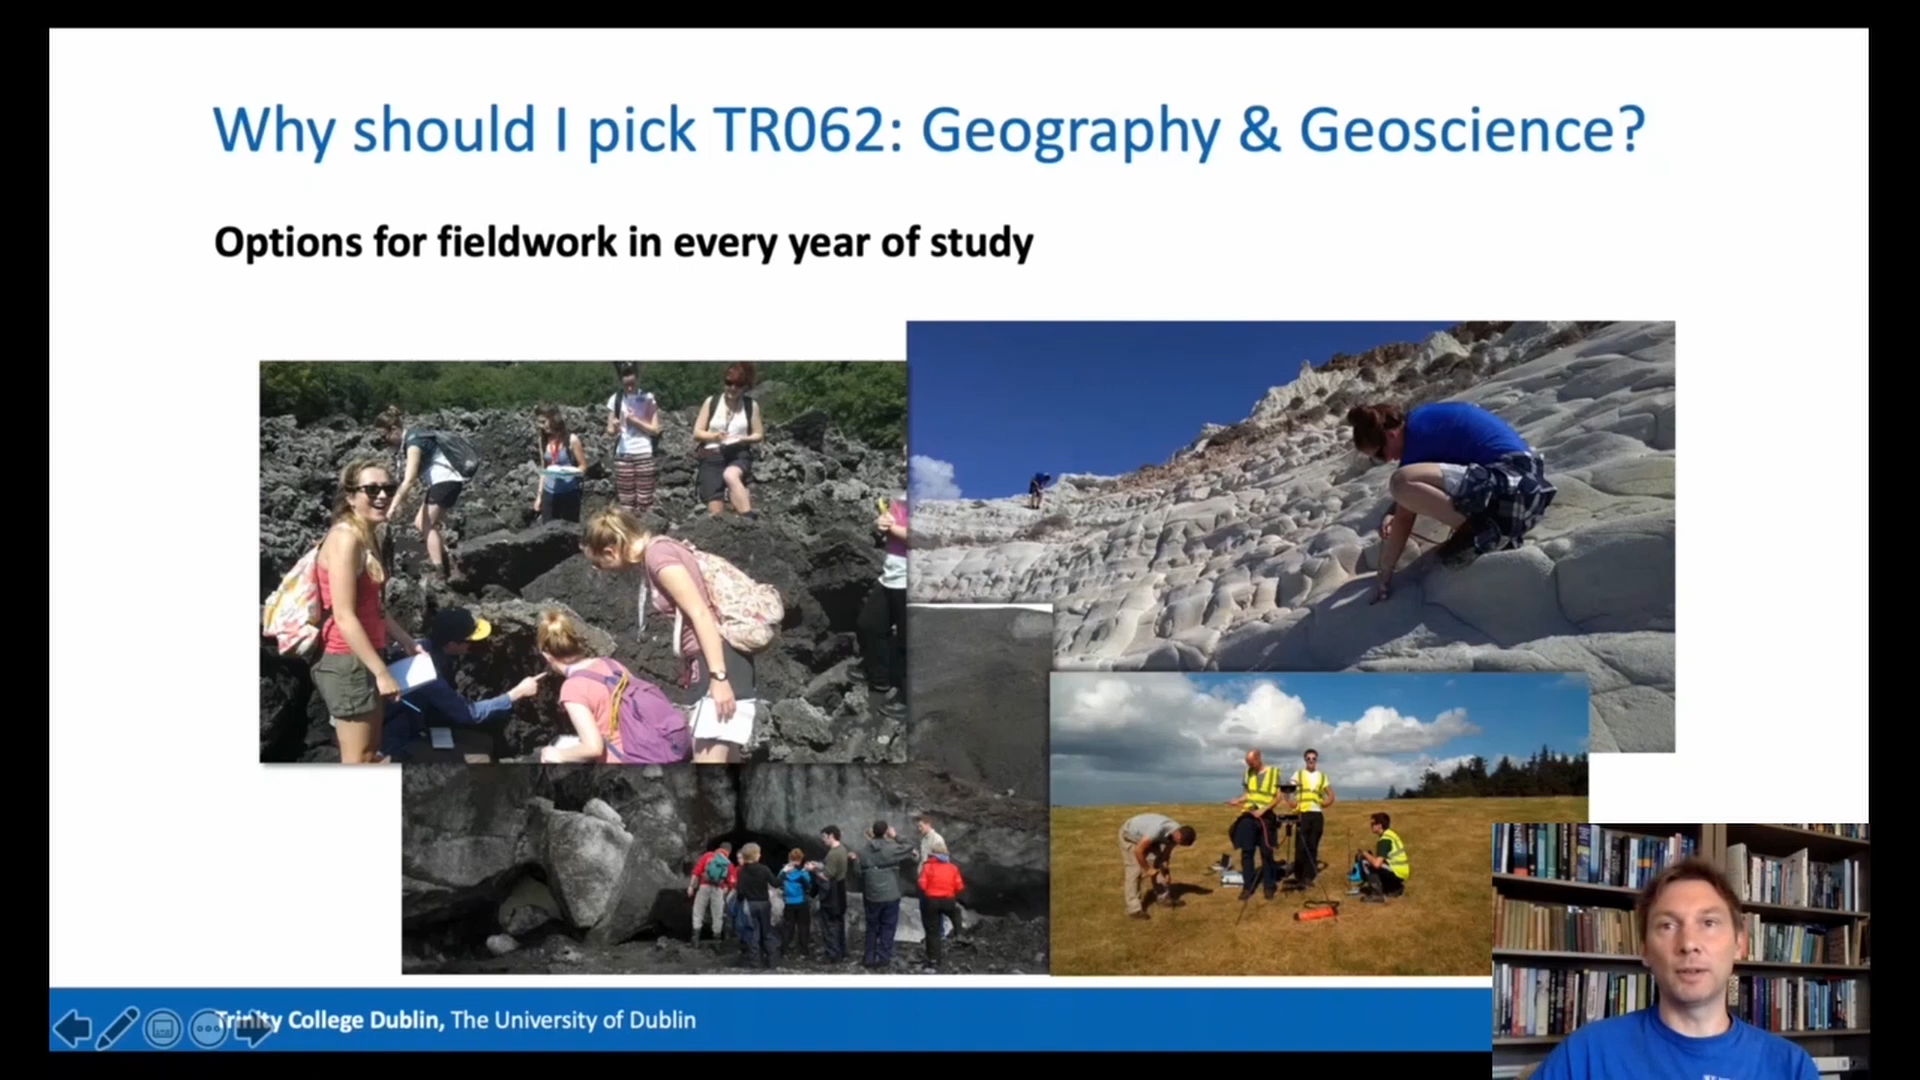 Why should I pick TR062: Geography & Geoscience?
Options for fieldwork in every year of study
Trinity College Dublin, The University of Dublin